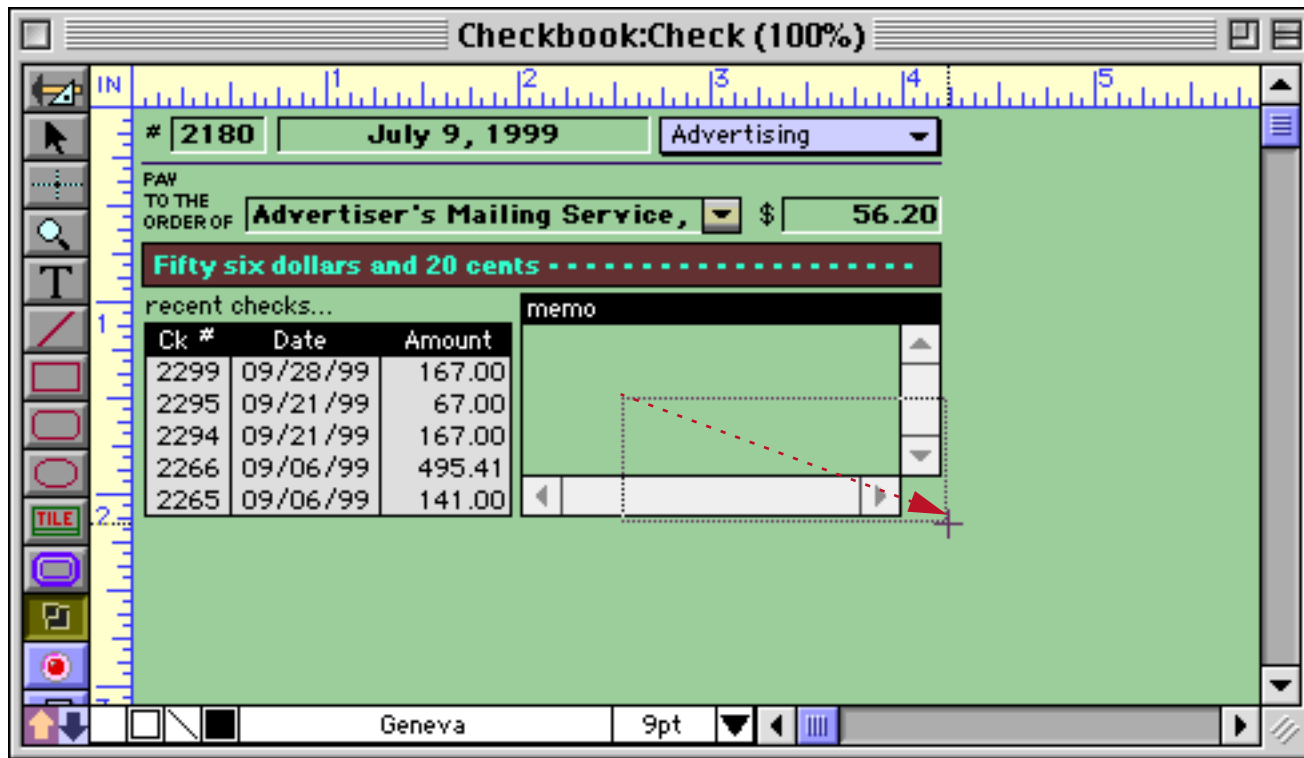 Checkbook:Check (100%)
IN 1 2 3 4 5
# 2180 July 9, 1999 Advertising
PAY
TO THE
ORDER OF Advertiser's Mailing Service, $ 56.20
Fifty six dollars and 20 cents - - - - - - - - - - - - - - - - - - - -
recent checks... memo
1
Ck # Date Amount
2299 09/28/99 167.00
2295 09/21/99 67.00
2294 09/21/99 167.00
2266 09/06/99 495.41
2265 09/06/99 141.00
T
TILE
2
Geneva 9pt